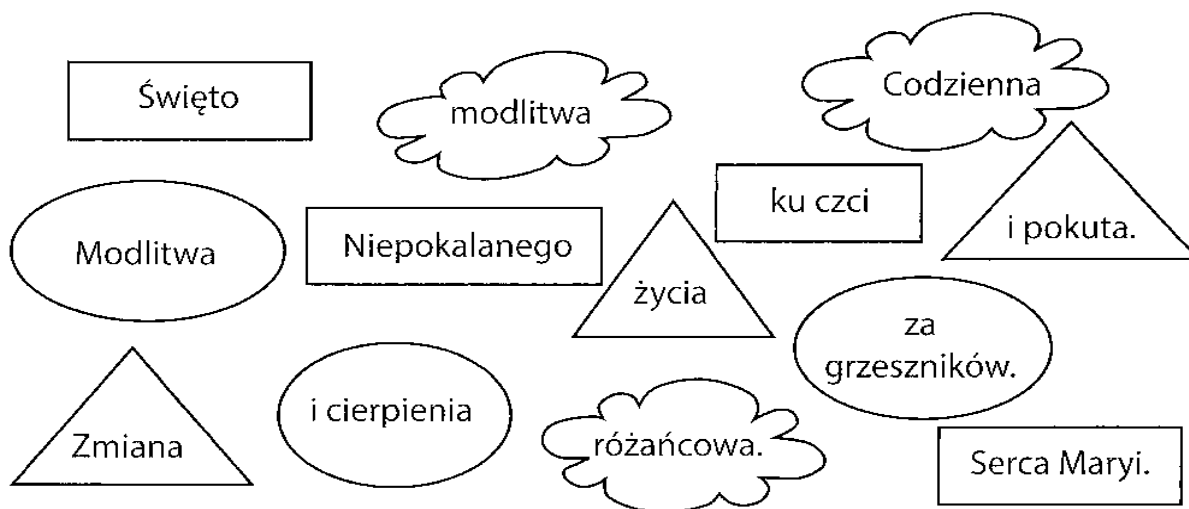 Święto
modlitwa
Codzienna
Modlitwa
Niepokalanego
życia
ku czci
i pokuta.
Zmiana
i cierpienia
różańcowa.
za
grzeszników.
Serca Maryi.